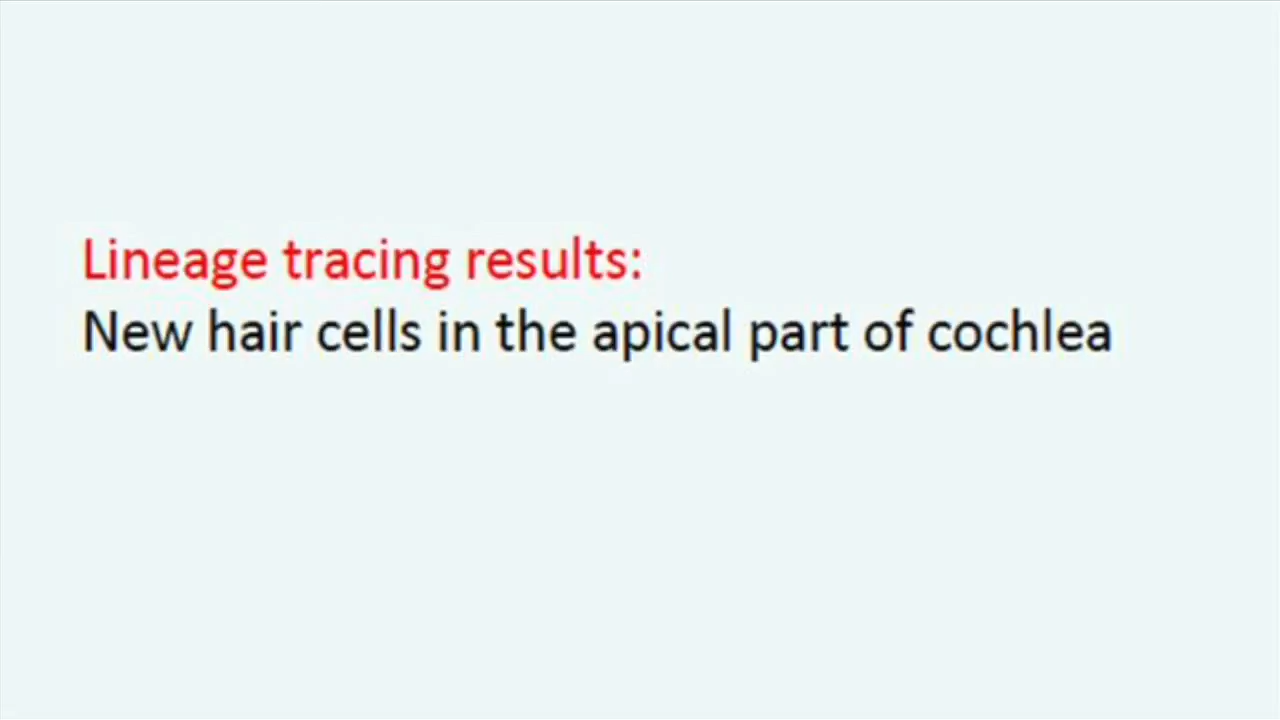 Lineage tracing results:
New hair cells in the apical part of cochlea